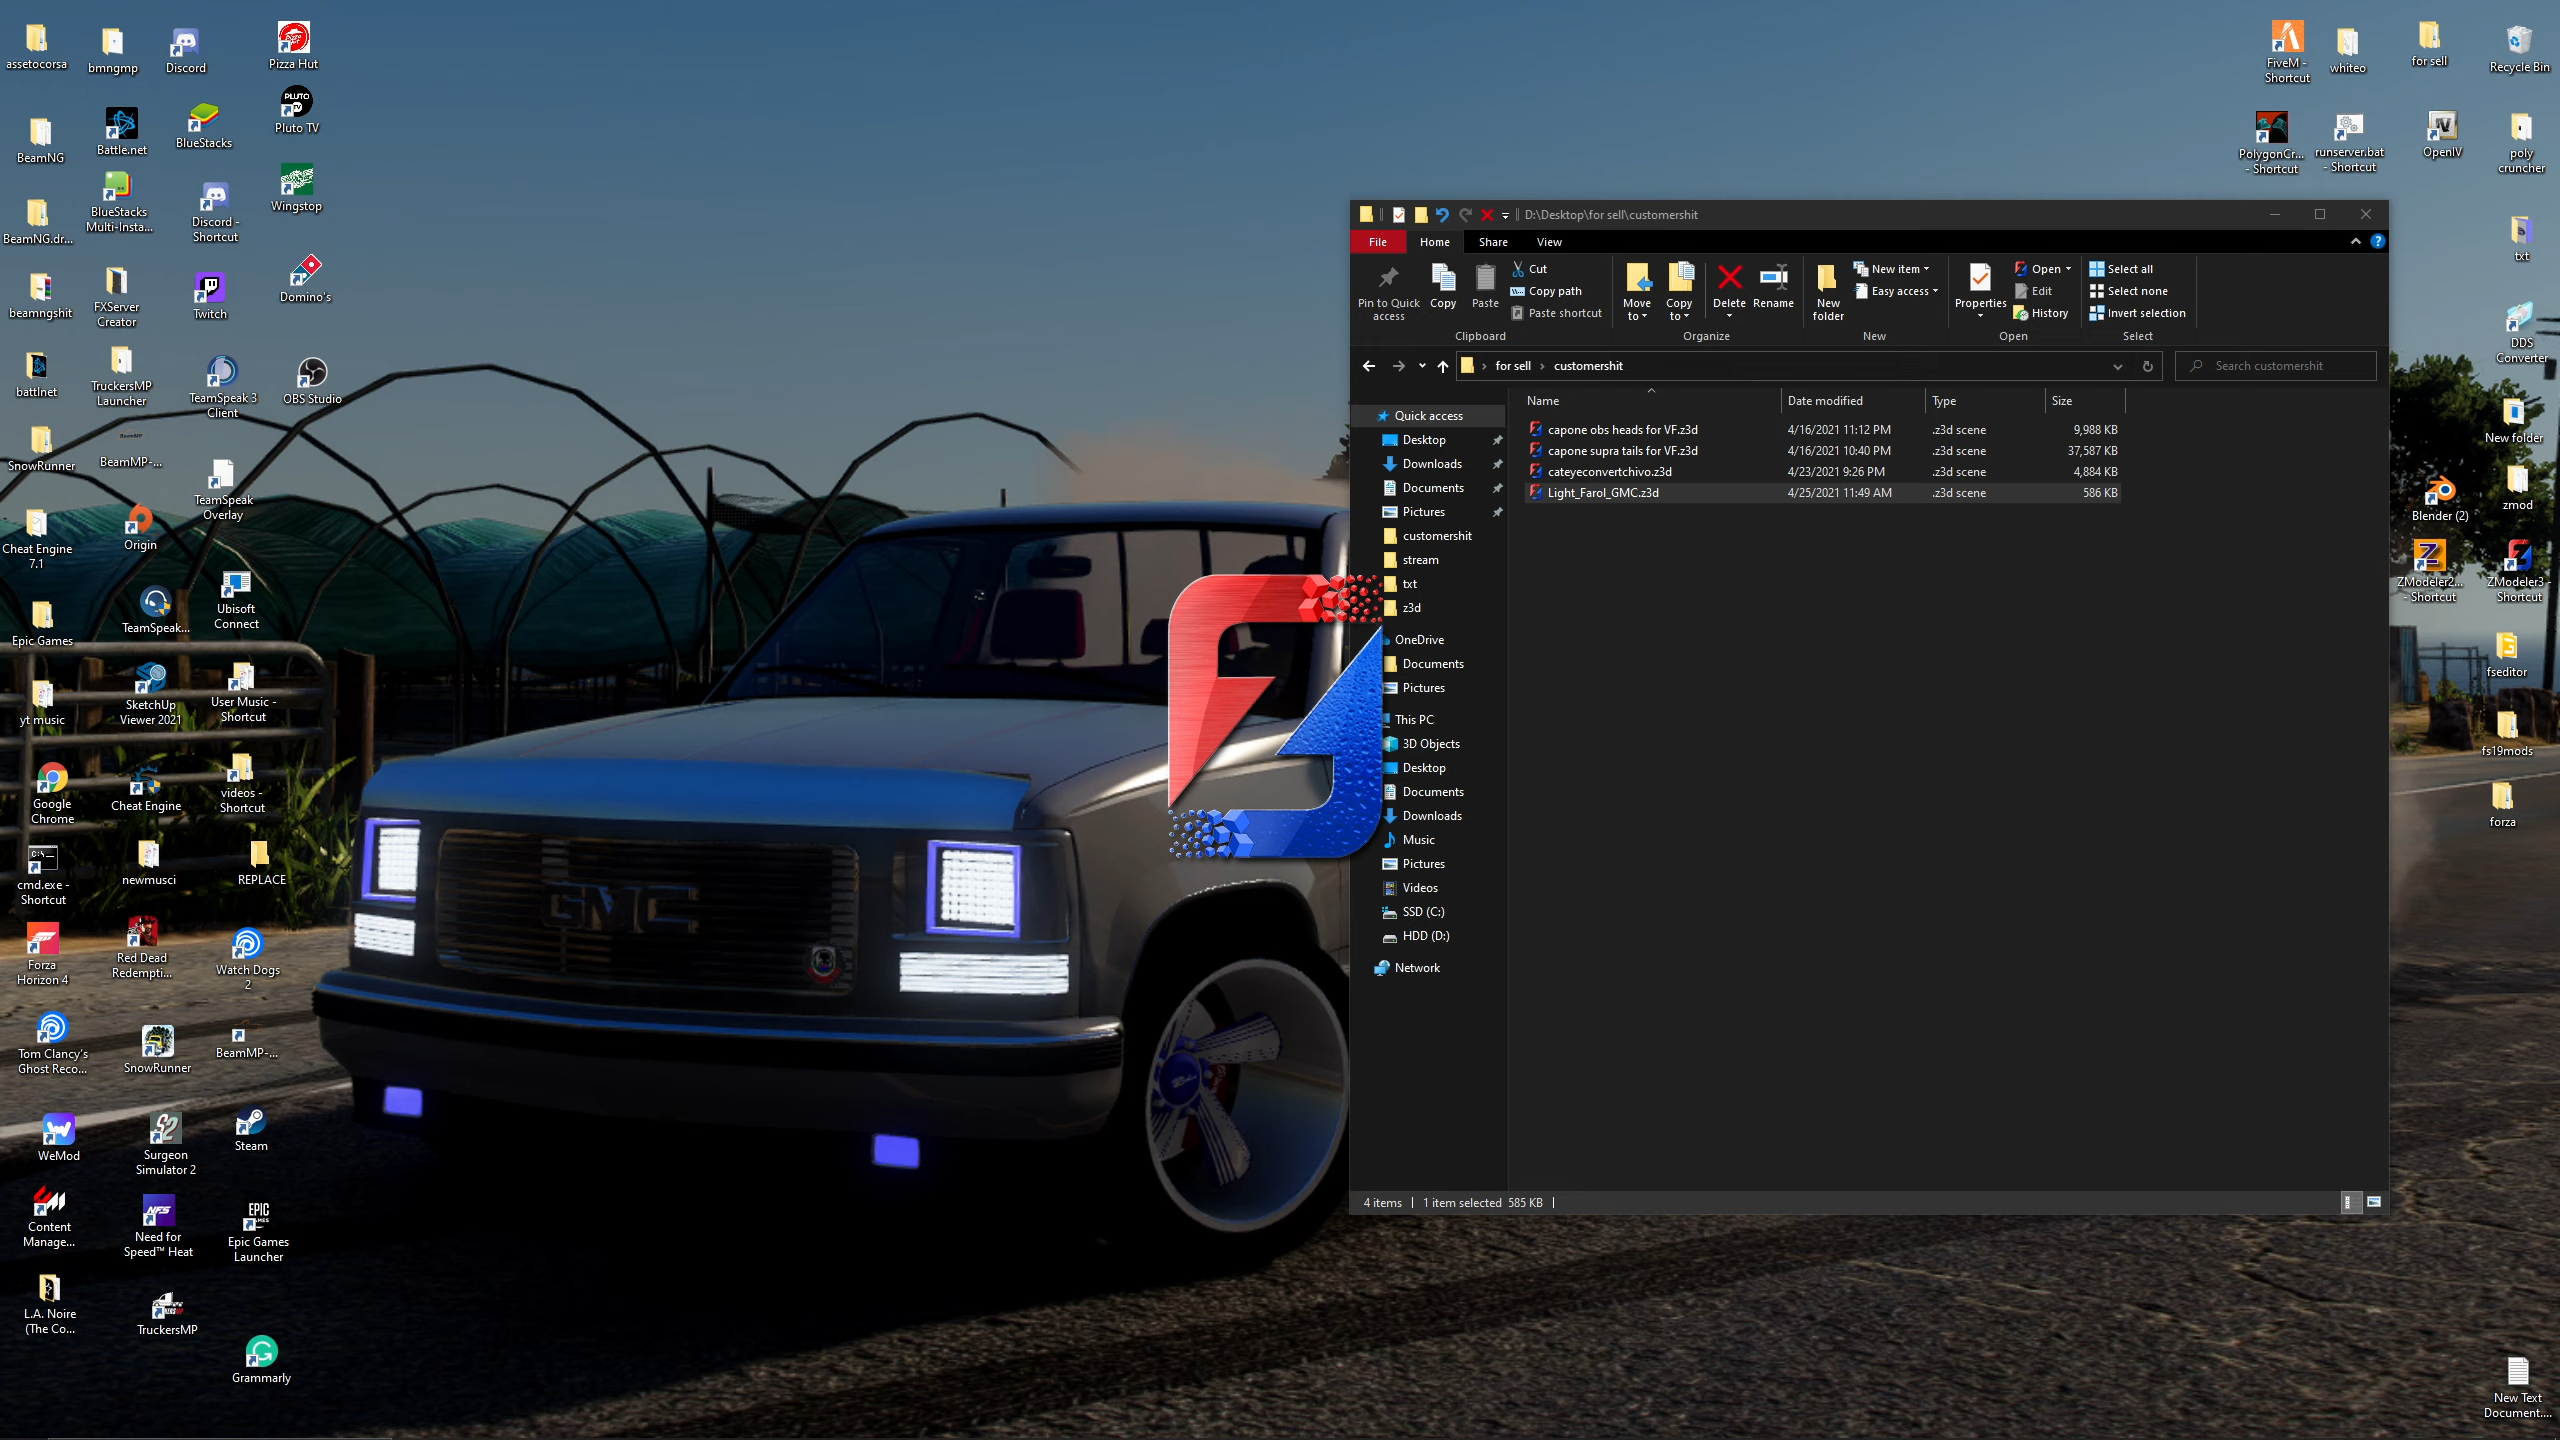 assetocorsa
bmngmp
Discord
Pizza Hut
PLUTO TV
Pluto TV
BeamNG
Battle.net
BlueStacks
BlueStacks
Multi-Insta...
Discord -
Shortcut
Wingstop
BeamNG.dr...
beamngshit
FXServer
Creator
Twitch
Domino's
battlnet
TruckersMP
Launcher
TeamSpeak 3
Client
OBS Studio
SnowRunner
BeamMP
BeamMP-...
TeamSpeak
Overlay
Cheat Engine
7.1
Origin
Epic Games
TeamSpeak...
Ubisoft
Connect
yt music
SketchUp
Viewer 2021
User Music -
Shortcut
Google
Chrome
Cheat Engine
videos -
Shortcut
cmd.exe -
Shortcut
newmusci
REPLACE
Forza
Horizon 4
Red Dead
Redempti...
Watch Dogs
2
Tom Clancy's
Ghost Reco...
SnowRunner
BeamMP-...
WeMod
Surgeon
Simulator 2
Steam
Content
Manage...
NFS
Need for
Speed™ Heat
EPIC
Epic Games
Launcher
L.A. Noire
(The Co...
TruckersMP
Grammarly
GMC
FiveM -
Shortcut
whiteo
for sell
Recycle Bin
PolygonCr...
- Shortcut
runserver.bat
- Shortcut
OpenIV
poly
cruncher
txt
DDS
Converter
New folder
Blender (2)
zmod
ZModeler2...
- Shortcut
ZModeler3 -
Shortcut
fseditor
fs19mods
forza
New Text
Document....
D:\Desktop\for sell\customershit
File Home Share View
Pin to Quick
access
Copy
Paste
Cut
Copy path
Paste shortcut
Clipboard
Move
to
Copy
to
Delete
Rename
Organize
New
folder
New item
Easy access
New
Properties
Open
Edit
History
Open
Select all
Select none
Invert selection
Select
for sell › customershit
Search customershit
Name Date modified Type Size
capone obs heads for VF.z3d 4/16/2021 11:12 PM .z3d scene 9,988 KB
capone supra tails for VF.z3d 4/16/2021 10:40 PM .z3d scene 37,587 KB
cateyeconvertchivo.z3d 4/23/2021 9:26 PM .z3d scene 4,884 KB
Light_Farol_GMC.z3d 4/25/2021 11:49 AM .z3d scene 586 KB
Quick access
Desktop
Downloads
Documents
Pictures
customershit
stream
txt
z3d
OneDrive
Documents
Pictures
This PC
3D Objects
Desktop
Documents
Downloads
Music
Pictures
Videos
SSD (C:)
HDD (D:)
Network
4 items 1 item selected 585 KB